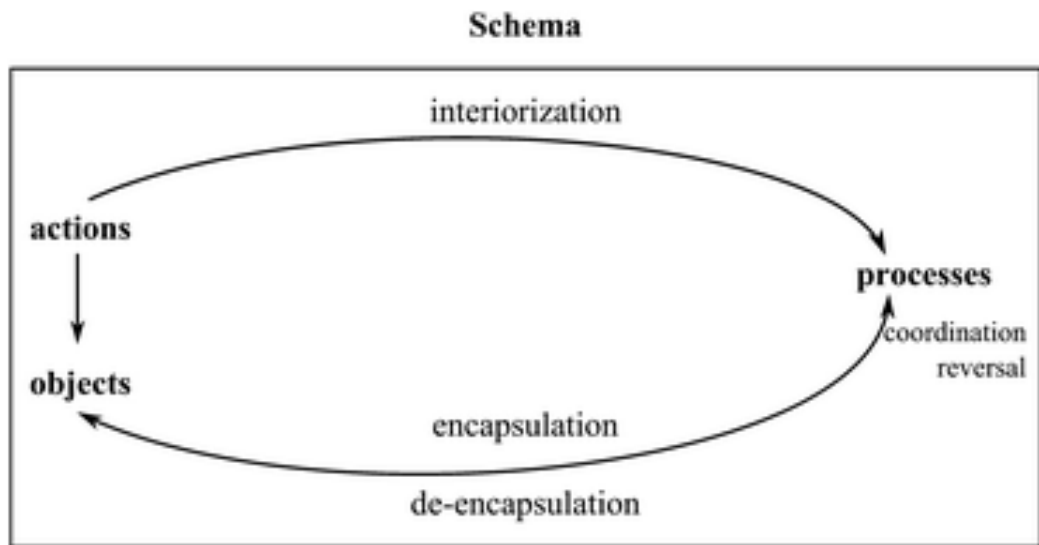 Schema
interiorization
actions
processes
coordination
reversal
objects
encapsulation
de-encapsulation